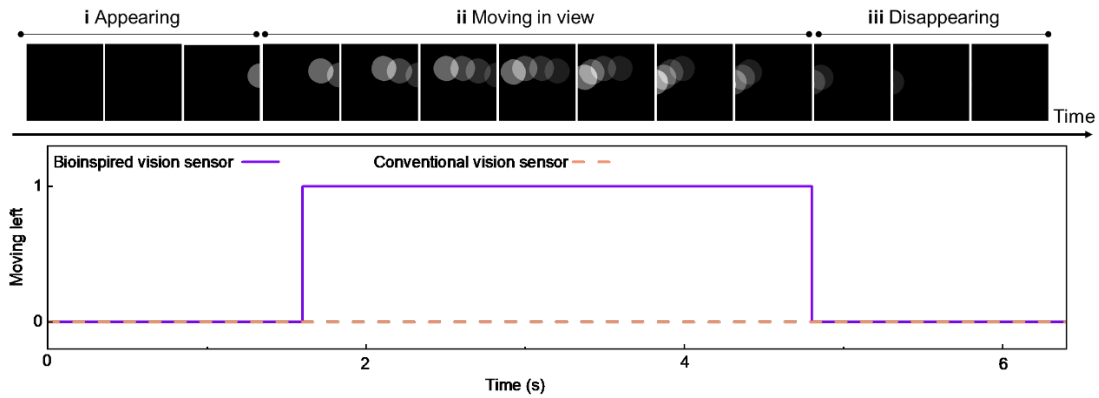 i Appearing
ii Moving in view
iii Disappearing
Time
Bioinspired vision sensor
Conventional vision sensor
Moving left
1
0
0
2
4
6
Time (s)